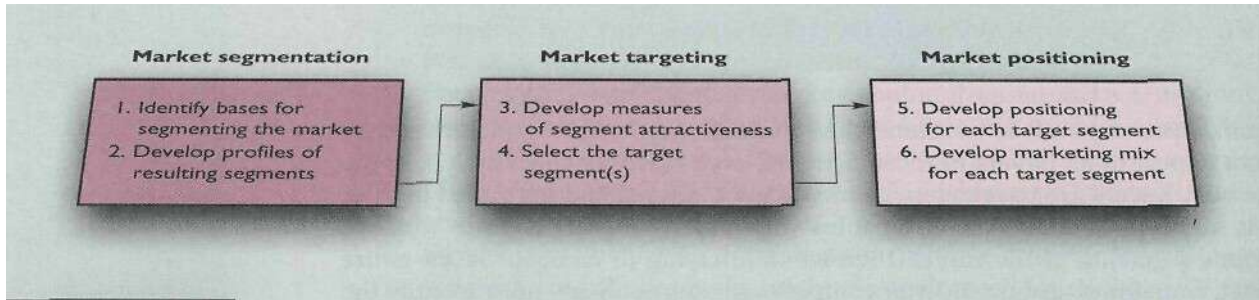 Market segmentation
1. Identify bases for
segmenting the market
2. Develop profiles of
resulting segments
Market targeting
3. Develop measures
of segment attractiveness
4. Select the target
segment(s)
Market positioning
5. Develop positioning
for each target segment
6. Develop marketing mix
for each target segment